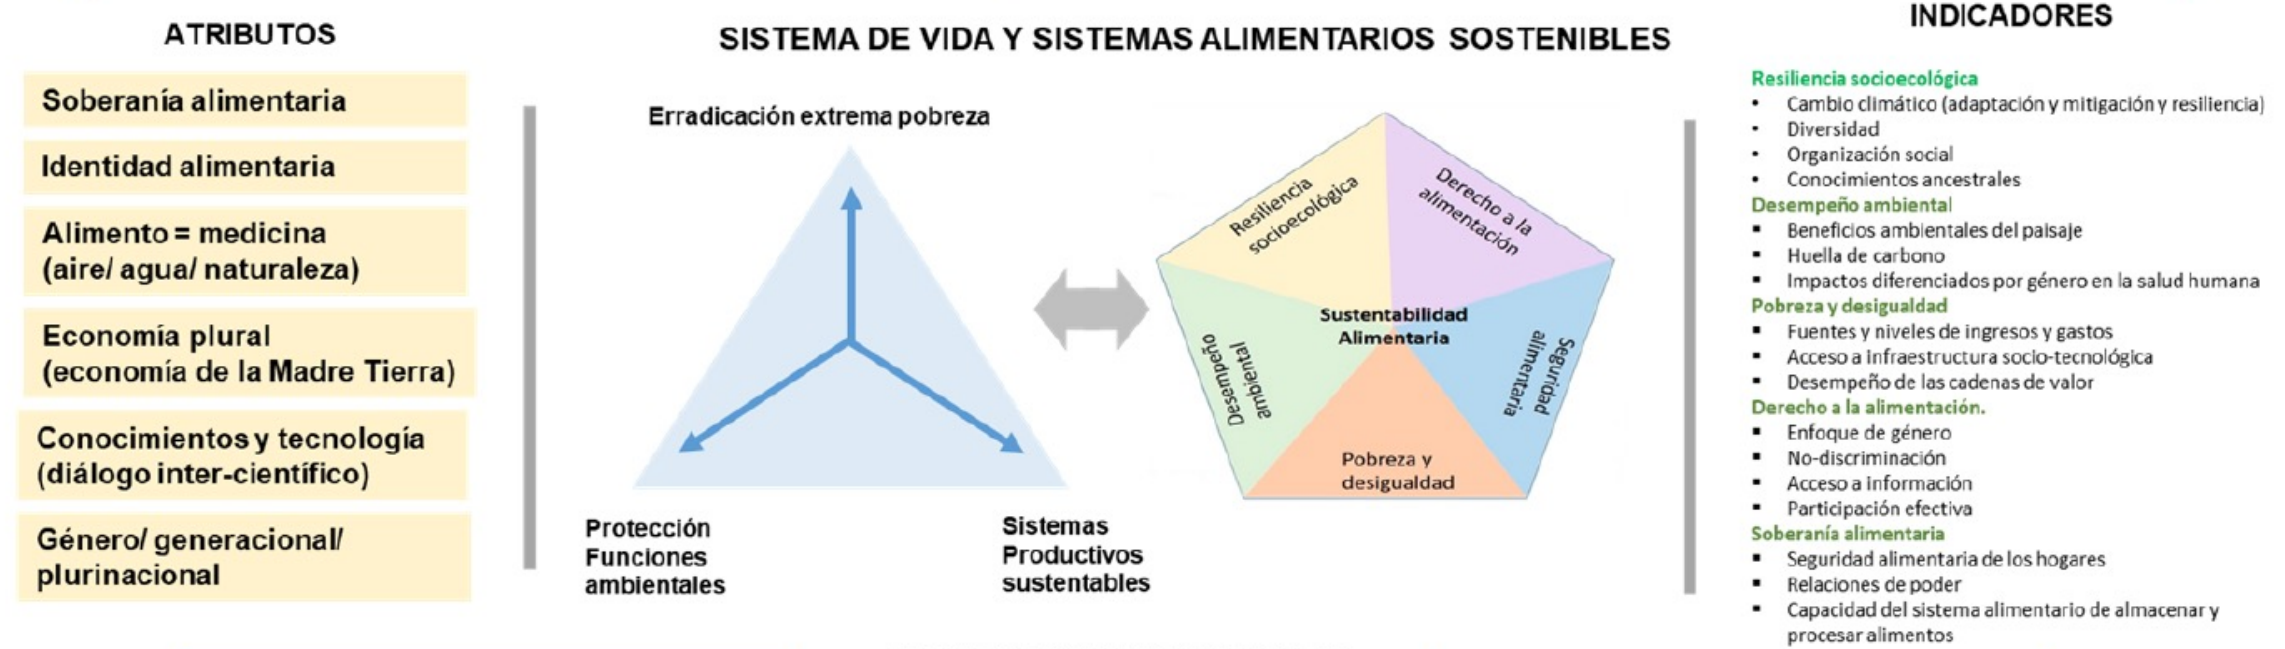 ATRIBUTOS
Soberanía alimentaria
Identidad alimentaria
Alimento = medicina
(aire/ agua/ naturaleza)
Economía plural
(economía de la Madre Tierra)
Conocimientos y tecnología
(diálogo inter-científico)
Género/ generacional/
plurinacional
SISTEMA DE VIDA Y SISTEMAS ALIMENTARIOS SOSTENIBLES
Erradicación extrema pobreza
Protección
Funciones
ambientales
Sistemas
Productivos
sustentables
Resiliencia
socioecológica
Derecho a la
alimentación
Sustentabilidad
Alimentaria
Desempeño
ambiental
Seguridad
alimentaria
Pobreza y
desigualdad
INDICADORES
Resiliencia socioecológica
• Cambio climático (adaptación y mitigación y resiliencia)
• Diversidad
• Organización social
• Conocimientos ancestrales
Desempeño ambiental
▪ Beneficios ambientales del paisaje
▪ Huella de carbono
▪ Impactos diferenciados por género en la salud humana
Pobreza y desigualdad
▪ Fuentes y niveles de ingresos y gastos
▪ Acceso a infraestructura socio-tecnológica
▪ Desempeño de las cadenas de valor
Derecho a la alimentación.
▪ Enfoque de género
▪ No-discriminación
▪ Acceso a información
▪ Participación efectiva
Soberanía alimentaria
▪ Seguridad alimentaria de los hogares
▪ Relaciones de poder
▪ Capacidad del sistema alimentario de almacenar y
procesar alimentos